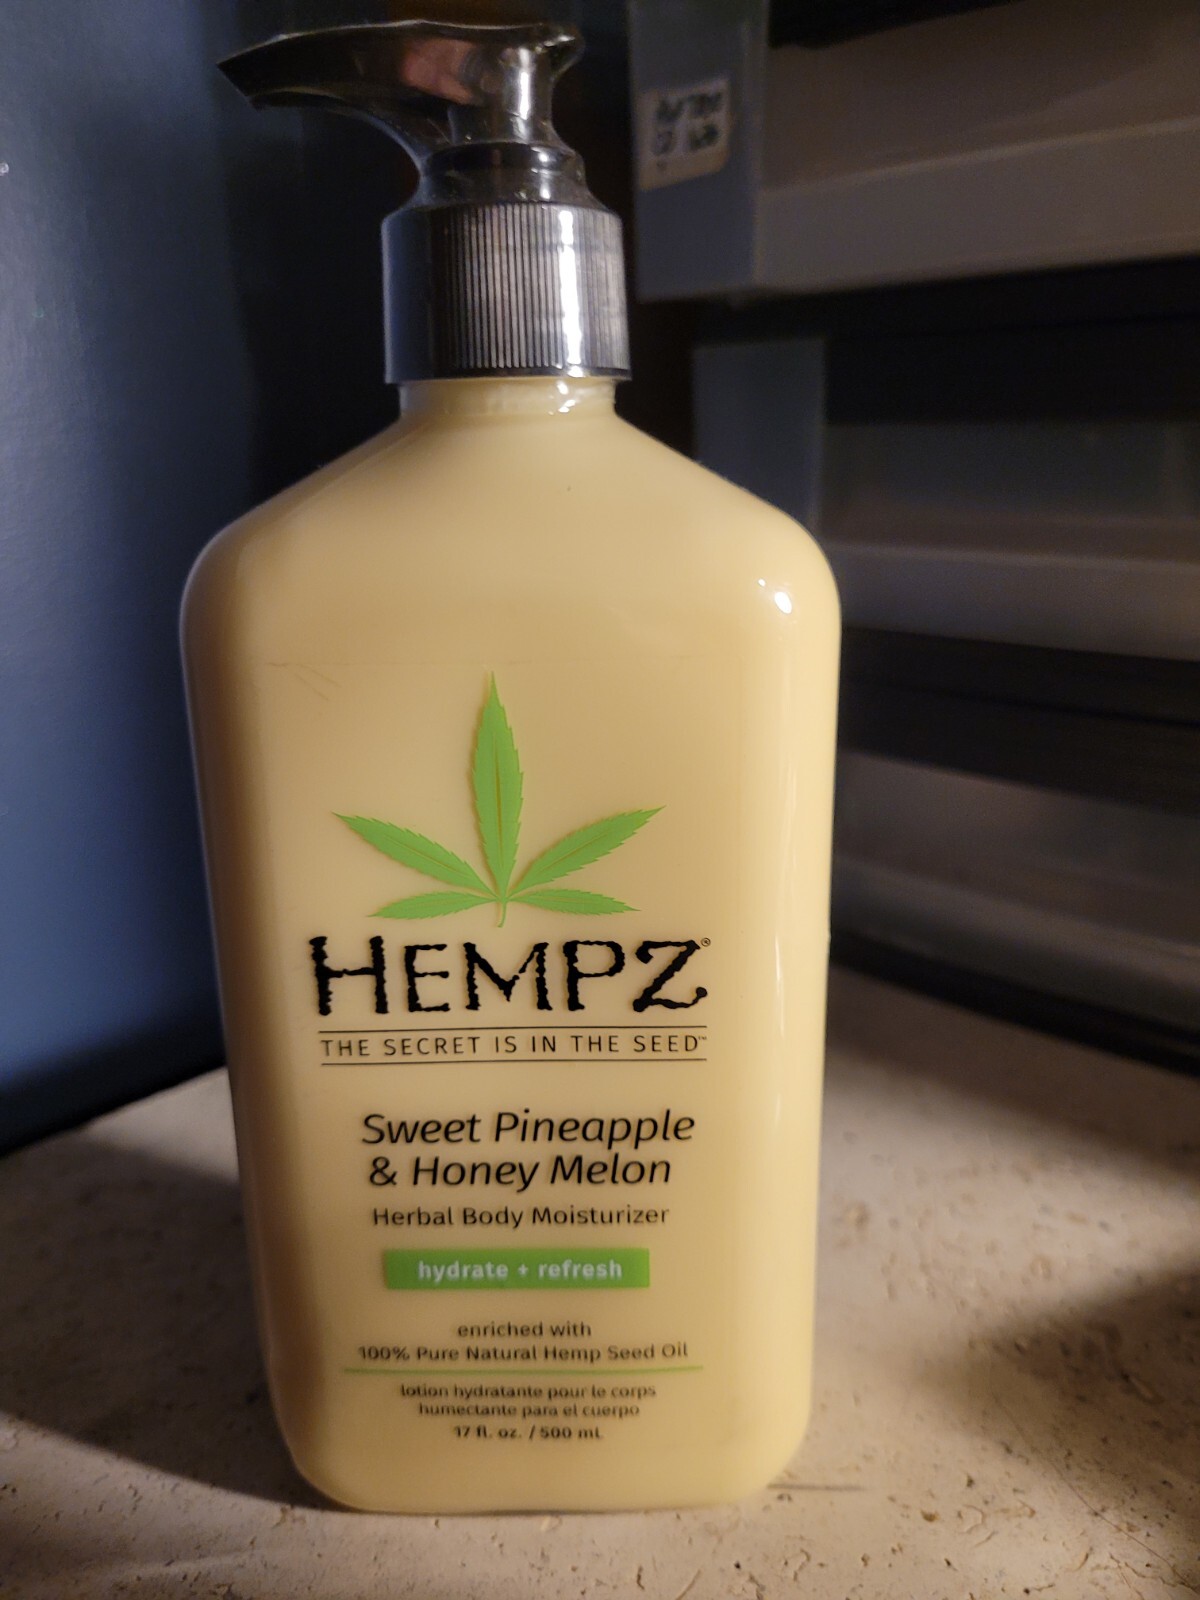 HEMPZ®
THE SECRET IS IN THE SEED™
Sweet Pineapple
& Honey Melon
Herbal Body Moisturizer
hydrate + refresh
enriched with
100% Pure Natural Hemp Seed Oil
lotion hydratante pour le corps
humectante para el cuerpo
17 fl. oz. / 500 mL